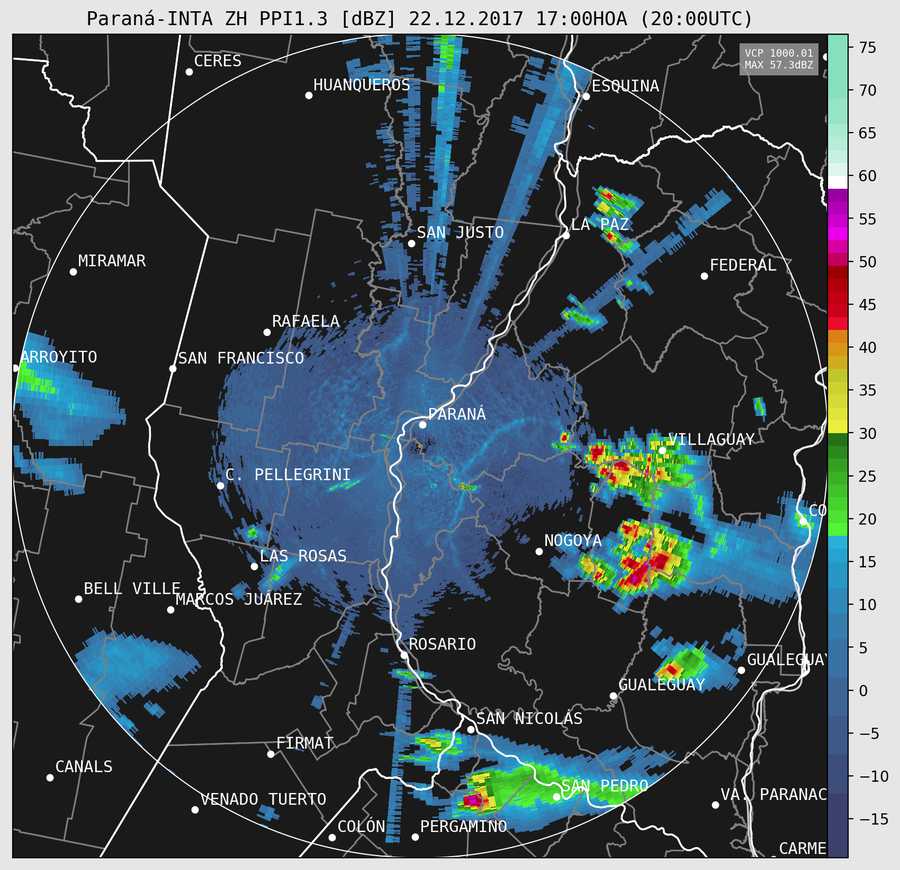 Paraná-INTA ZH PPI1.3 [dBZ] 22.12.2017 17:00HOA (20:00UTC)
VCP 1000.01
MAX 57.3dBZ
75
70
65
60
55
50
45
40
35
30
25
20
15
10
5
0
−5
−10
−15
CERES
HUANQUEROS
ESQUINA
SAN JUSTO
LA PAZ
MIRAMAR
FEDERAL
RAFAELA
ARROYITO
SAN FRANCISCO
PARANÁ
VILLAGUAY
C. PELLEGRINI
CO
NOGOYA
LAS ROSAS
BELL VILLE
MARCOS JUÁREZ
ROSARIO
GUALEGUAY
GUALEGUAY
SAN NICOLÁS
FIRMAT
CANALS
SAN PEDRO
VENADO TUERTO
VA. PARANAC
COLÓN
PERGAMINO
CARME